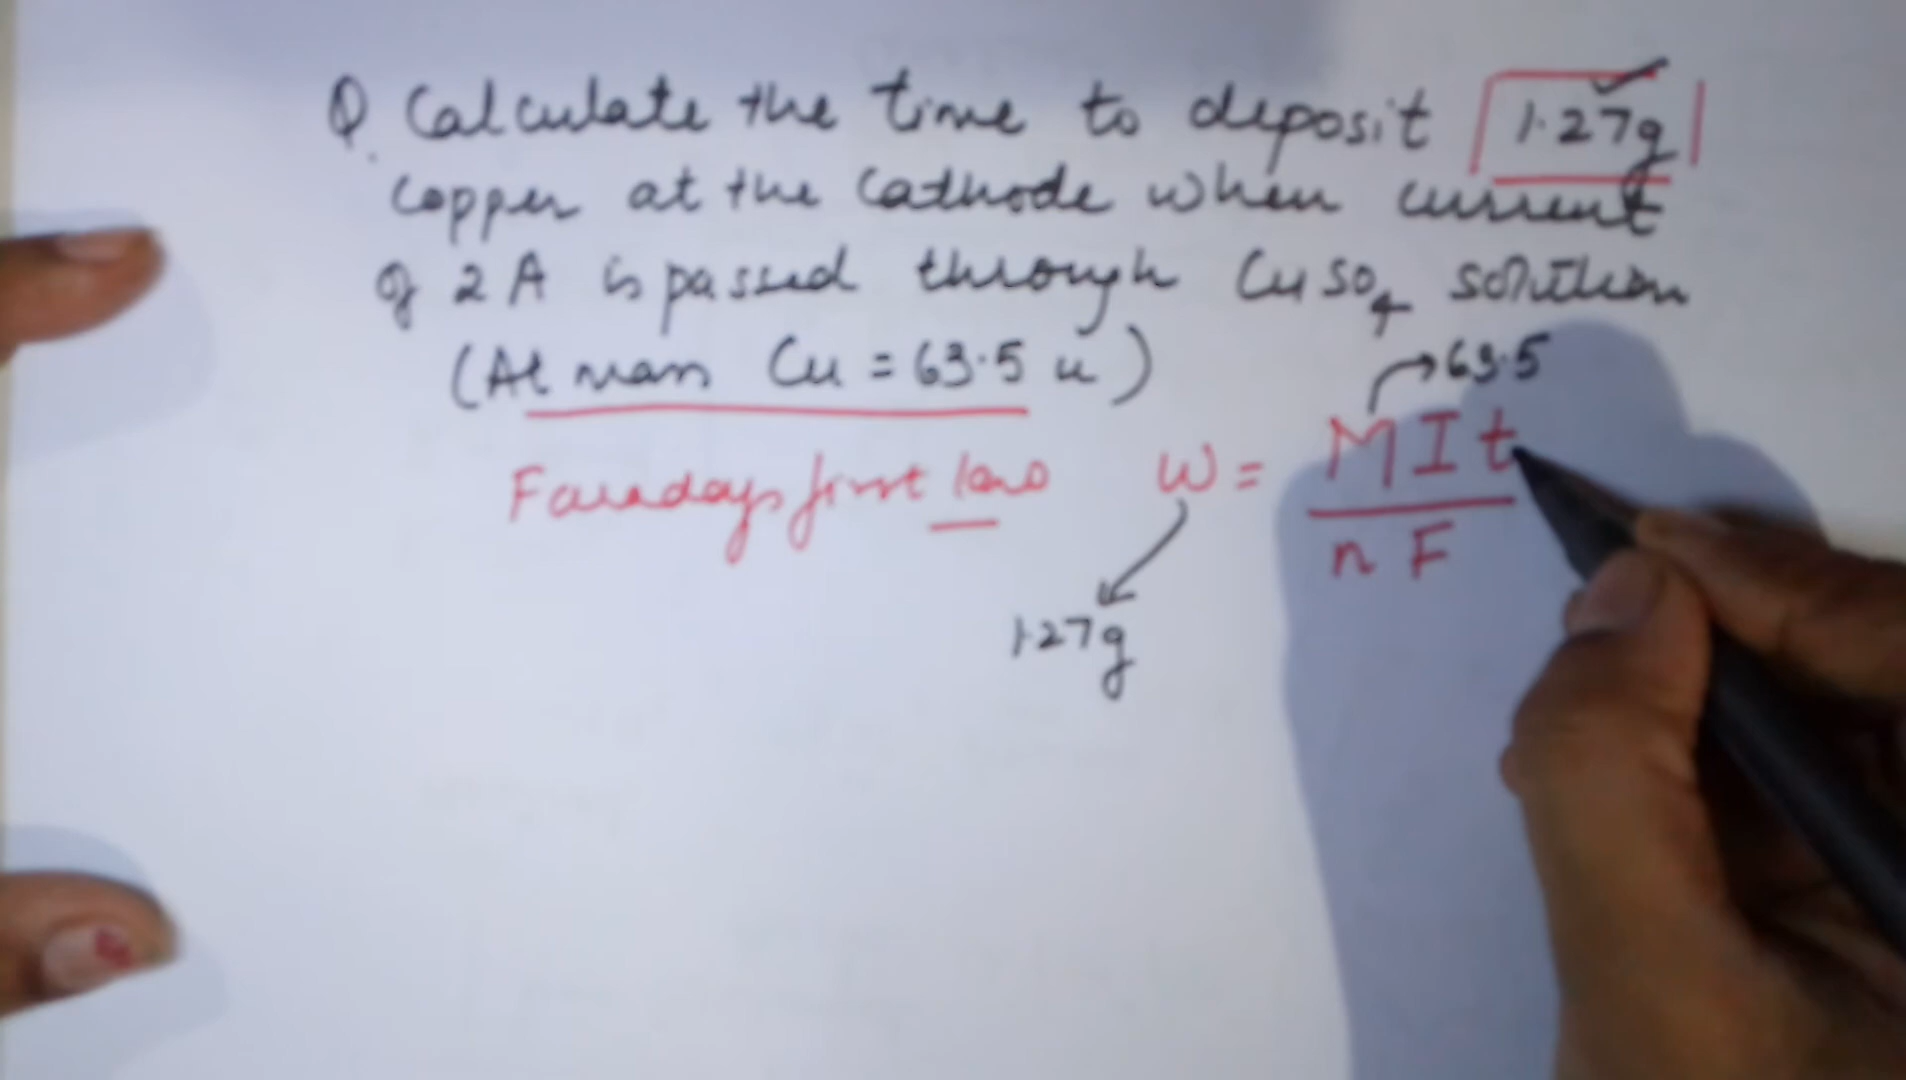 Q. Calculate the time to deposit 1.27g
copper at the cathode when current
of 2 A is passed through CuSO4 solution
(At mass Cu = 63.5 u)
63.5
Faradays first law W = MIt / nF
1.27g